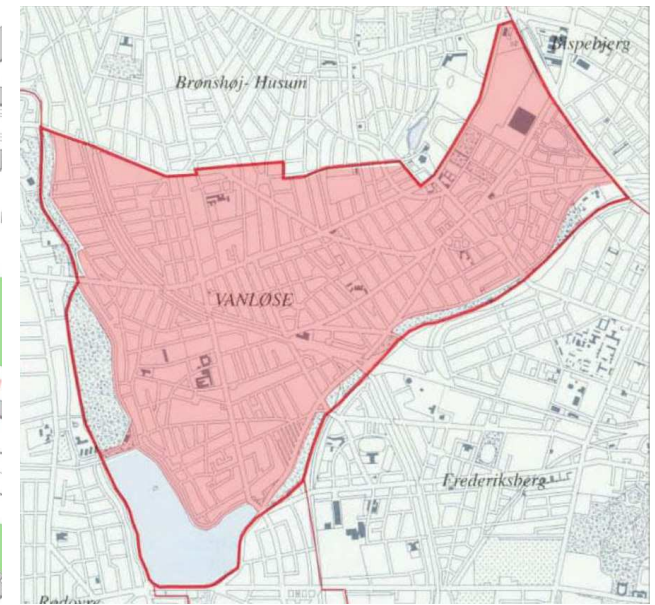 Bispebjerg
Brønshøj- Husum
VANLØSE
Frederiksberg
Rødovre